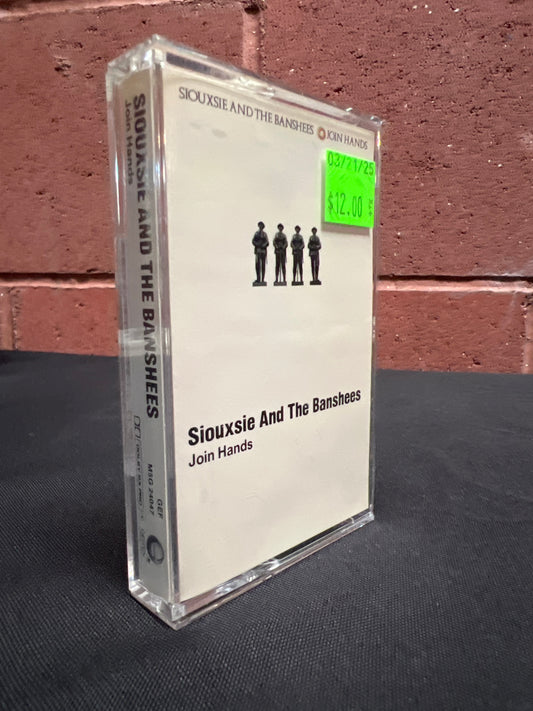 SIOUXSIE AND THE BANSHEES JOIN HANDS
03/21/25
$12.00
Siouxsie And The Banshees
Join Hands
SIOUXSIE AND THE BANSHEES
Join Hands
GEF
M5G 24047